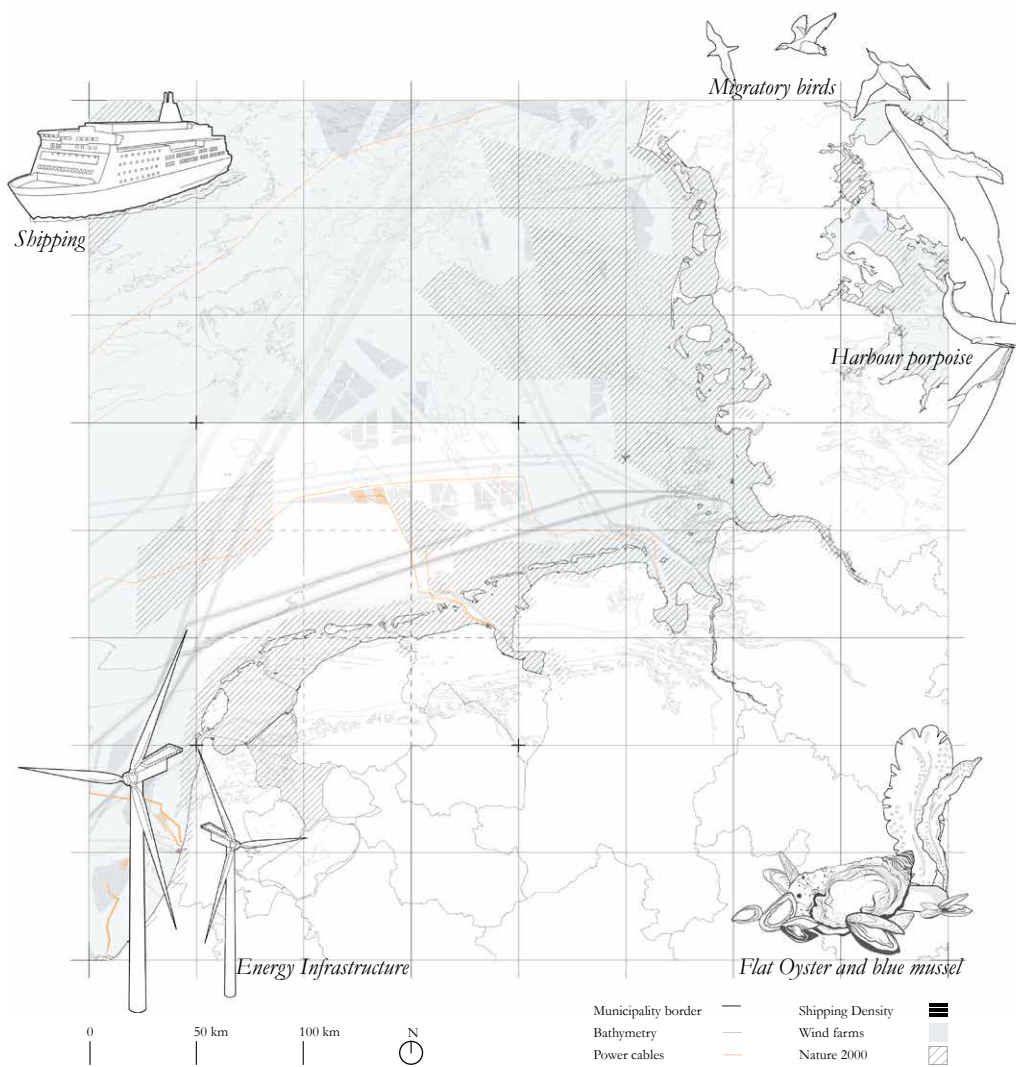 Migratory birds
Shipping
Harbour porpoise
Energy Infrastructure
Flat Oyster and blue mussel
0
50 km
100 km
N
Municipality border
Bathymetry
Power cables
Shipping Density
Wind farms
Nature 2000